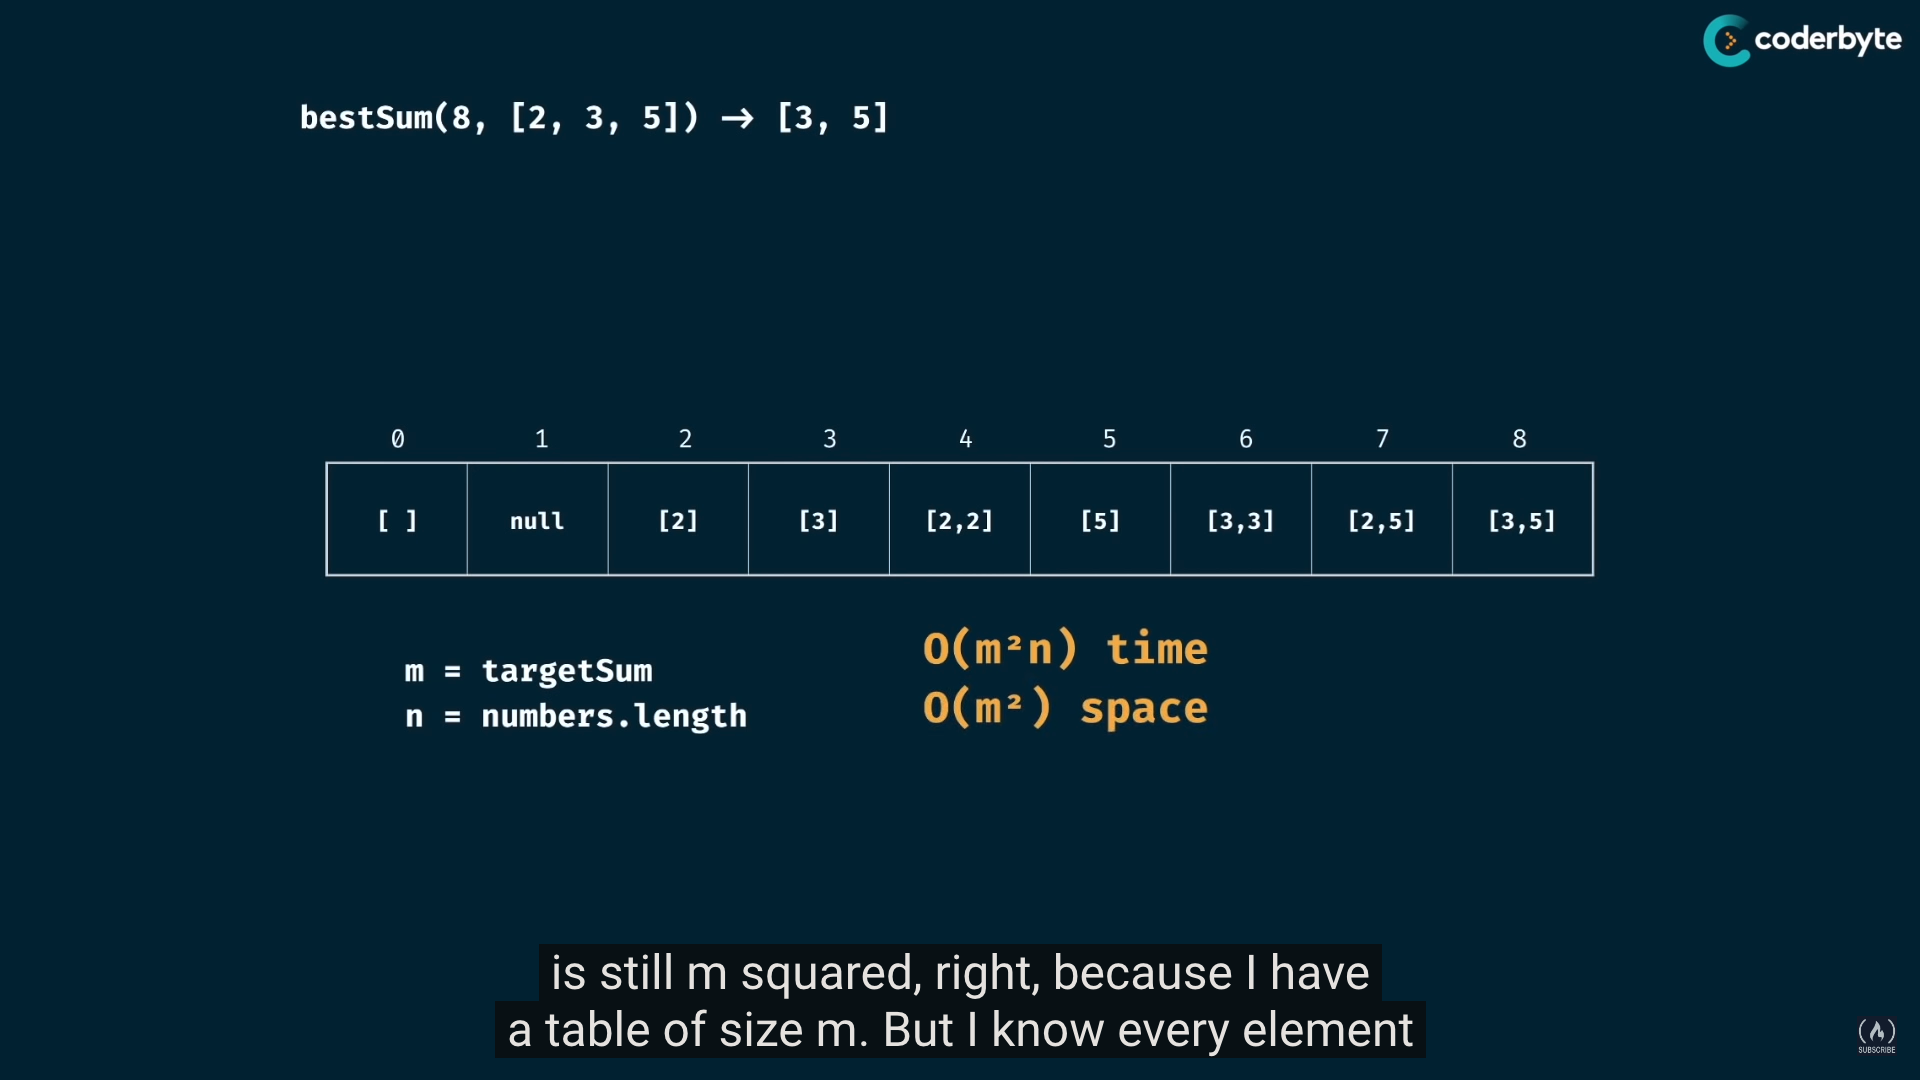 coderbyte
bestSum(8, [2, 3, 5]) → [3, 5]
0 1 2 3 4 5 6 7 8
[ ] null [2] [3] [2,2] [5] [3,3] [2,5] [3,5]
m = targetSum
n = numbers.length
O(m²n) time
O(m²) space
is still m squared, right, because I have
a table of size m. But I know every element
SUBSCRIBE